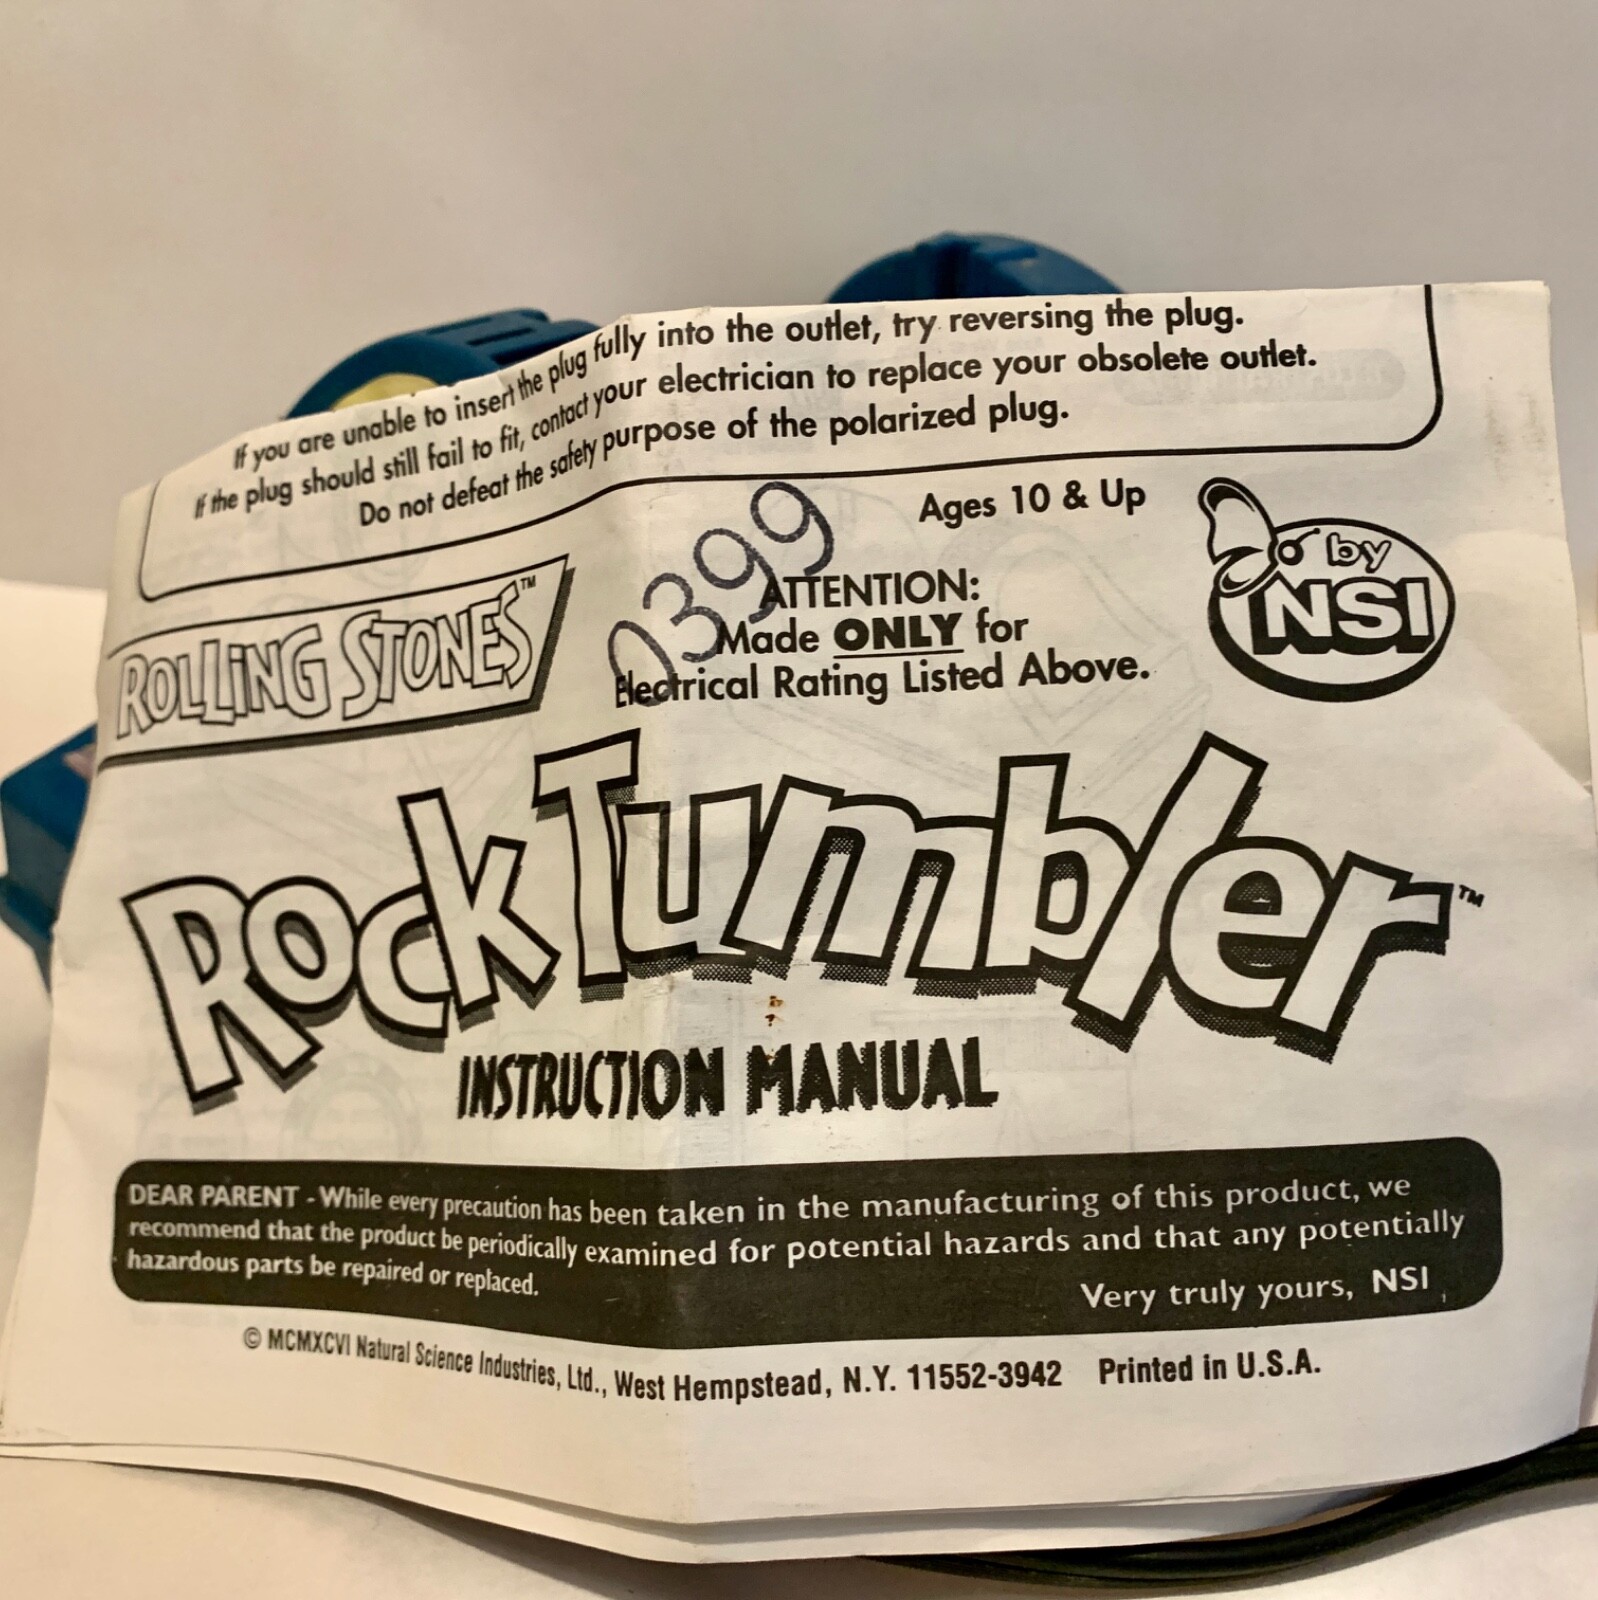 If you are unable to insert the plug fully into the outlet, try reversing the plug.
If the plug should still fail to fit, contact your electrician to replace your obsolete outlet.
Do not defeat the safety purpose of the polarized plug.
0399
Ages 10 & Up
by
NSI
ROLLING STONES™
ATTENTION:
Made ONLY for
Electrical Rating Listed Above.
Rock Tumbler™
INSTRUCTION MANUAL
DEAR PARENT - While every precaution has been taken in the manufacturing of this product, we
recommend that the product be periodically examined for potential hazards and that any potentially
hazardous parts be repaired or replaced.
Very truly yours, NSI
© MCMXCVI Natural Science Industries, Ltd., West Hempstead, N.Y. 11552-3942 Printed in U.S.A.